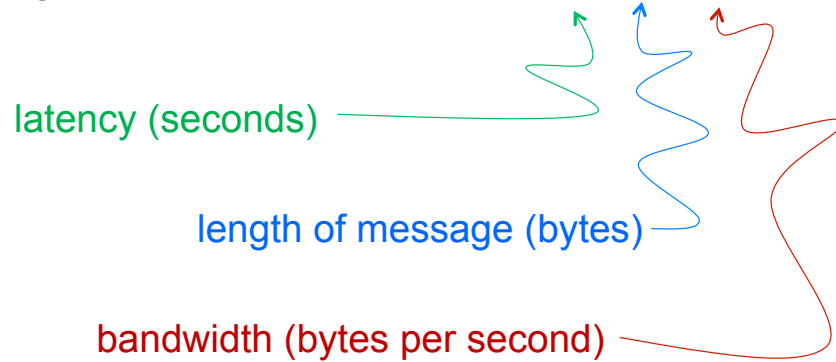 latency (seconds)
length of message (bytes)
bandwidth (bytes per second)